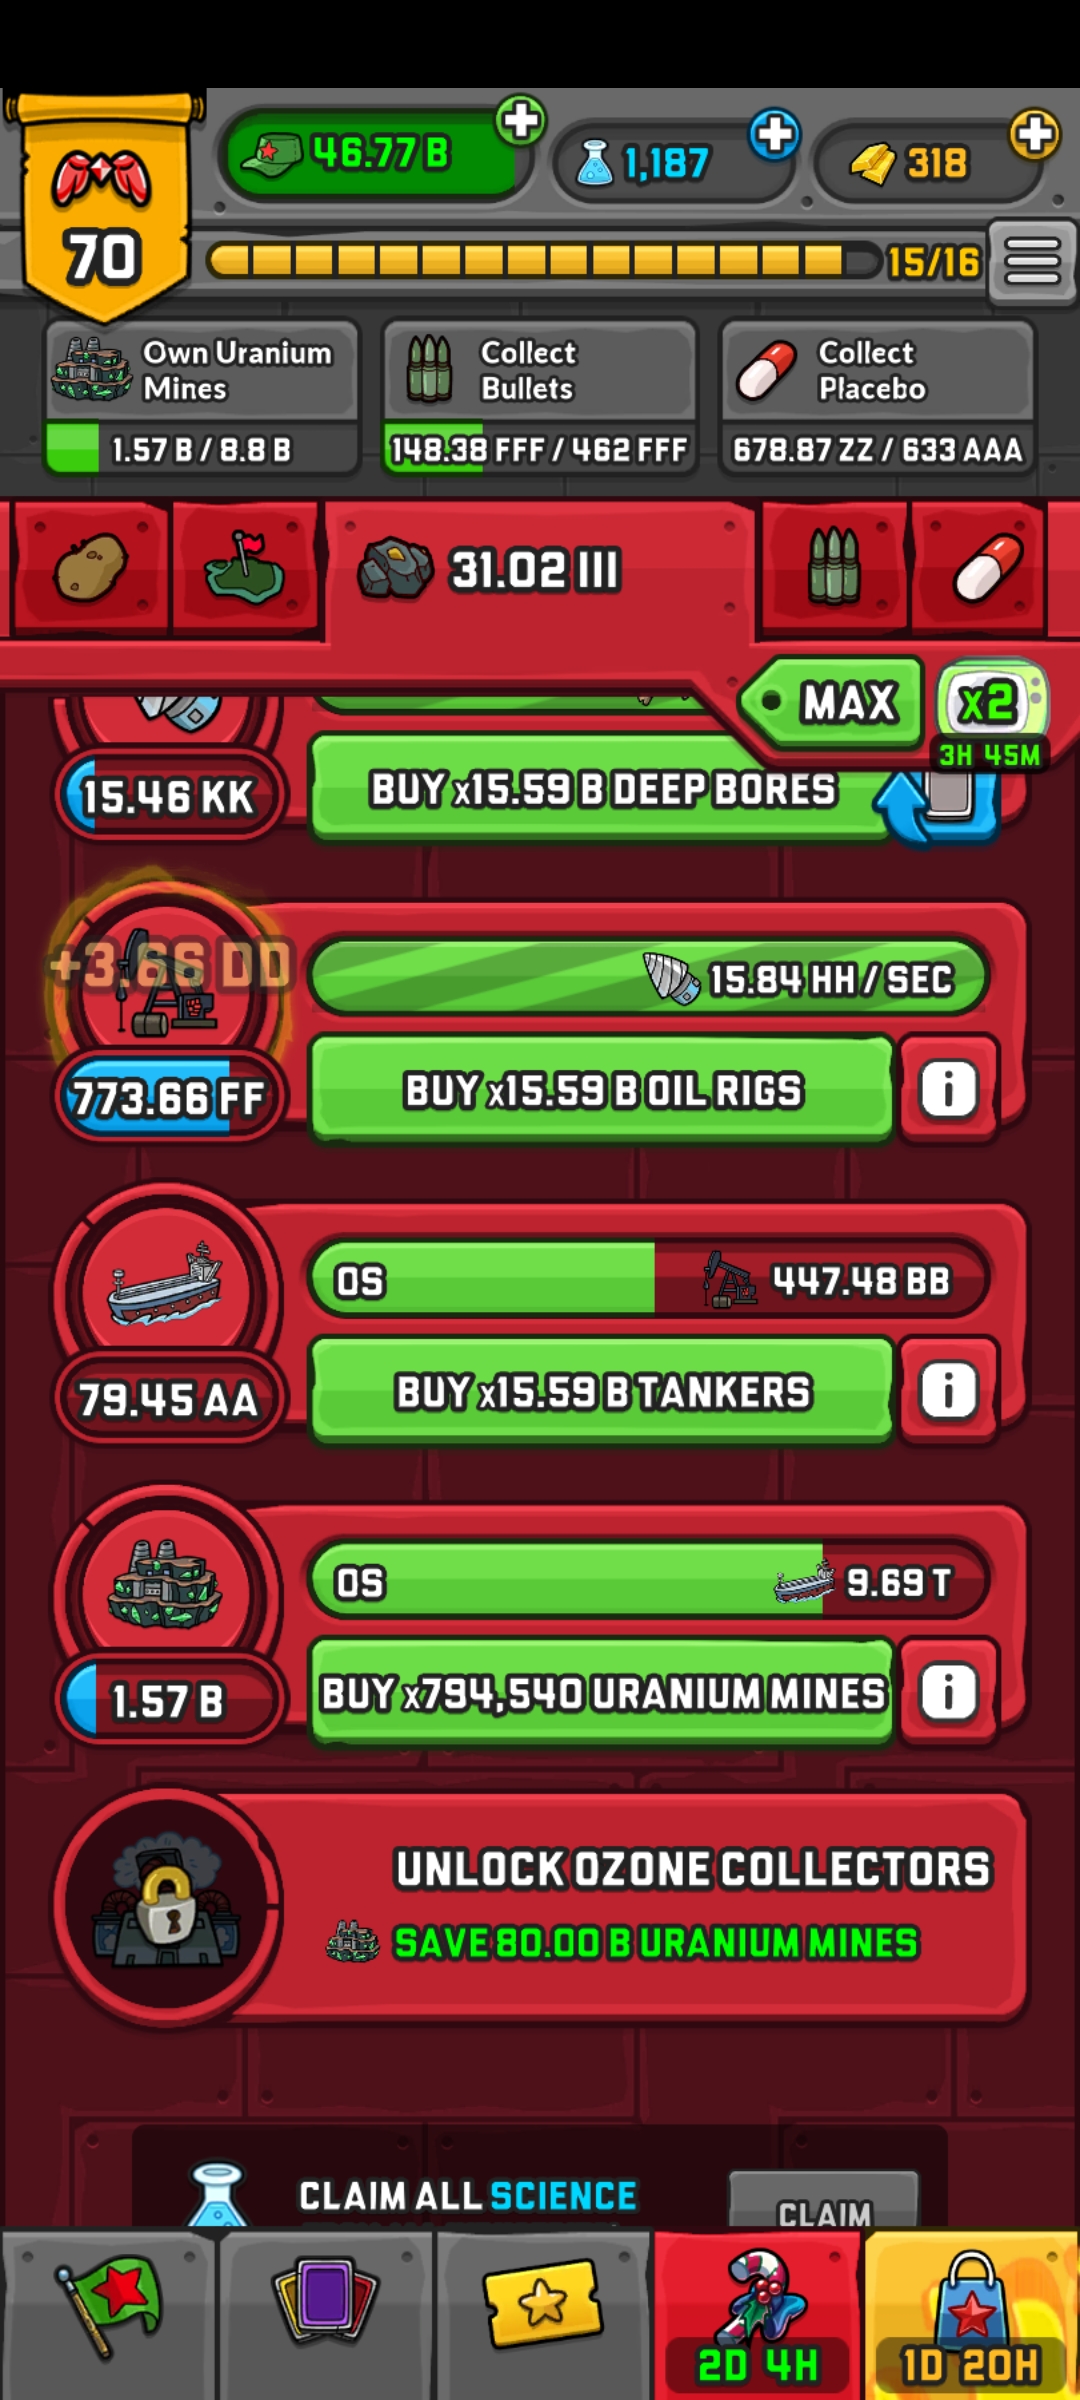 46.77 B
1,187
318
70
15/16
Own Uranium
Mines
1.57 B / 8.8 B
Collect
Bullets
148.38 FFF / 462 FFF
Collect
Placebo
678.87 ZZ / 633 AAA
31.02 III
MAX
x2
3H 45M
15.46 KK
BUY x15.59 B DEEP BORES
+3.66 DD
15.84 HH / SEC
773.66 FF
BUY x15.59 B OIL RIGS
i
0S
447.48 BB
79.45 AA
BUY x15.59 B TANKERS
i
0S
9.69 T
1.57 B
BUY x794,540 URANIUM MINES
i
UNLOCK OZONE COLLECTORS
SAVE 80.00 B URANIUM MINES
CLAIM ALL SCIENCE
CLAIM
2D 4H
1D 20H